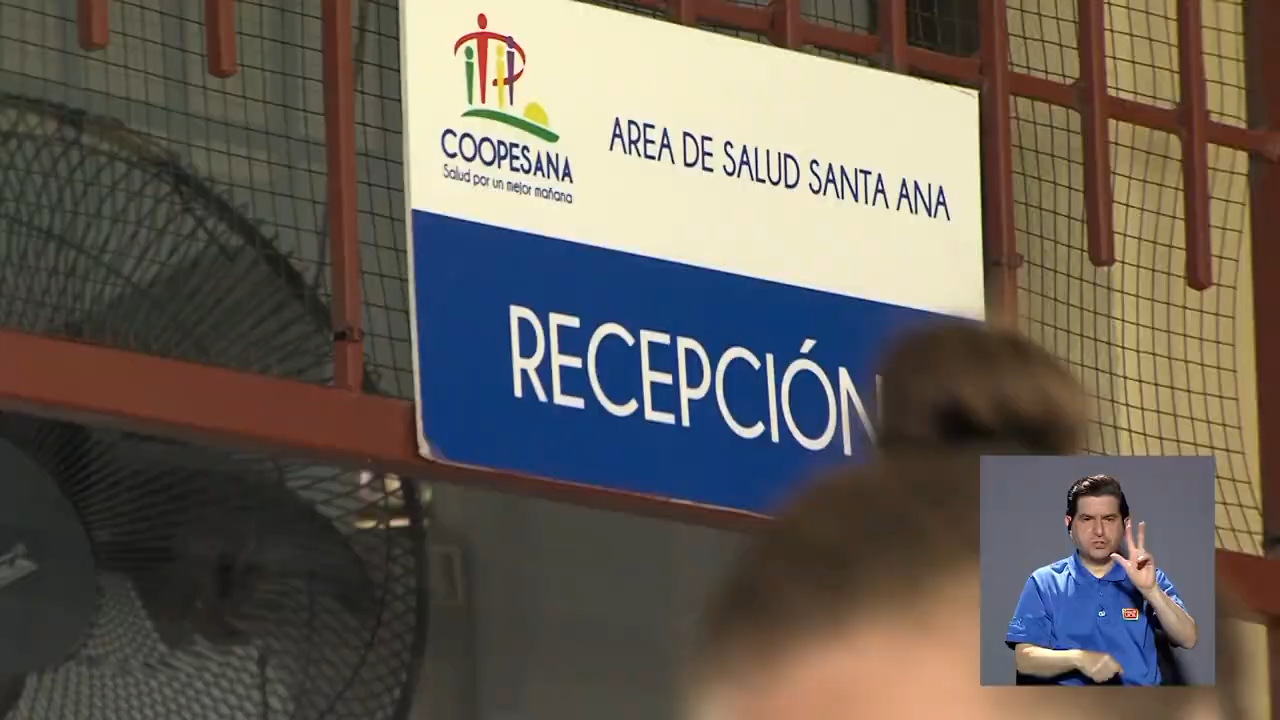 COOPESANA
Salud por un mejor mañana
AREA DE SALUD SANTA ANA
RECEPCIÓN